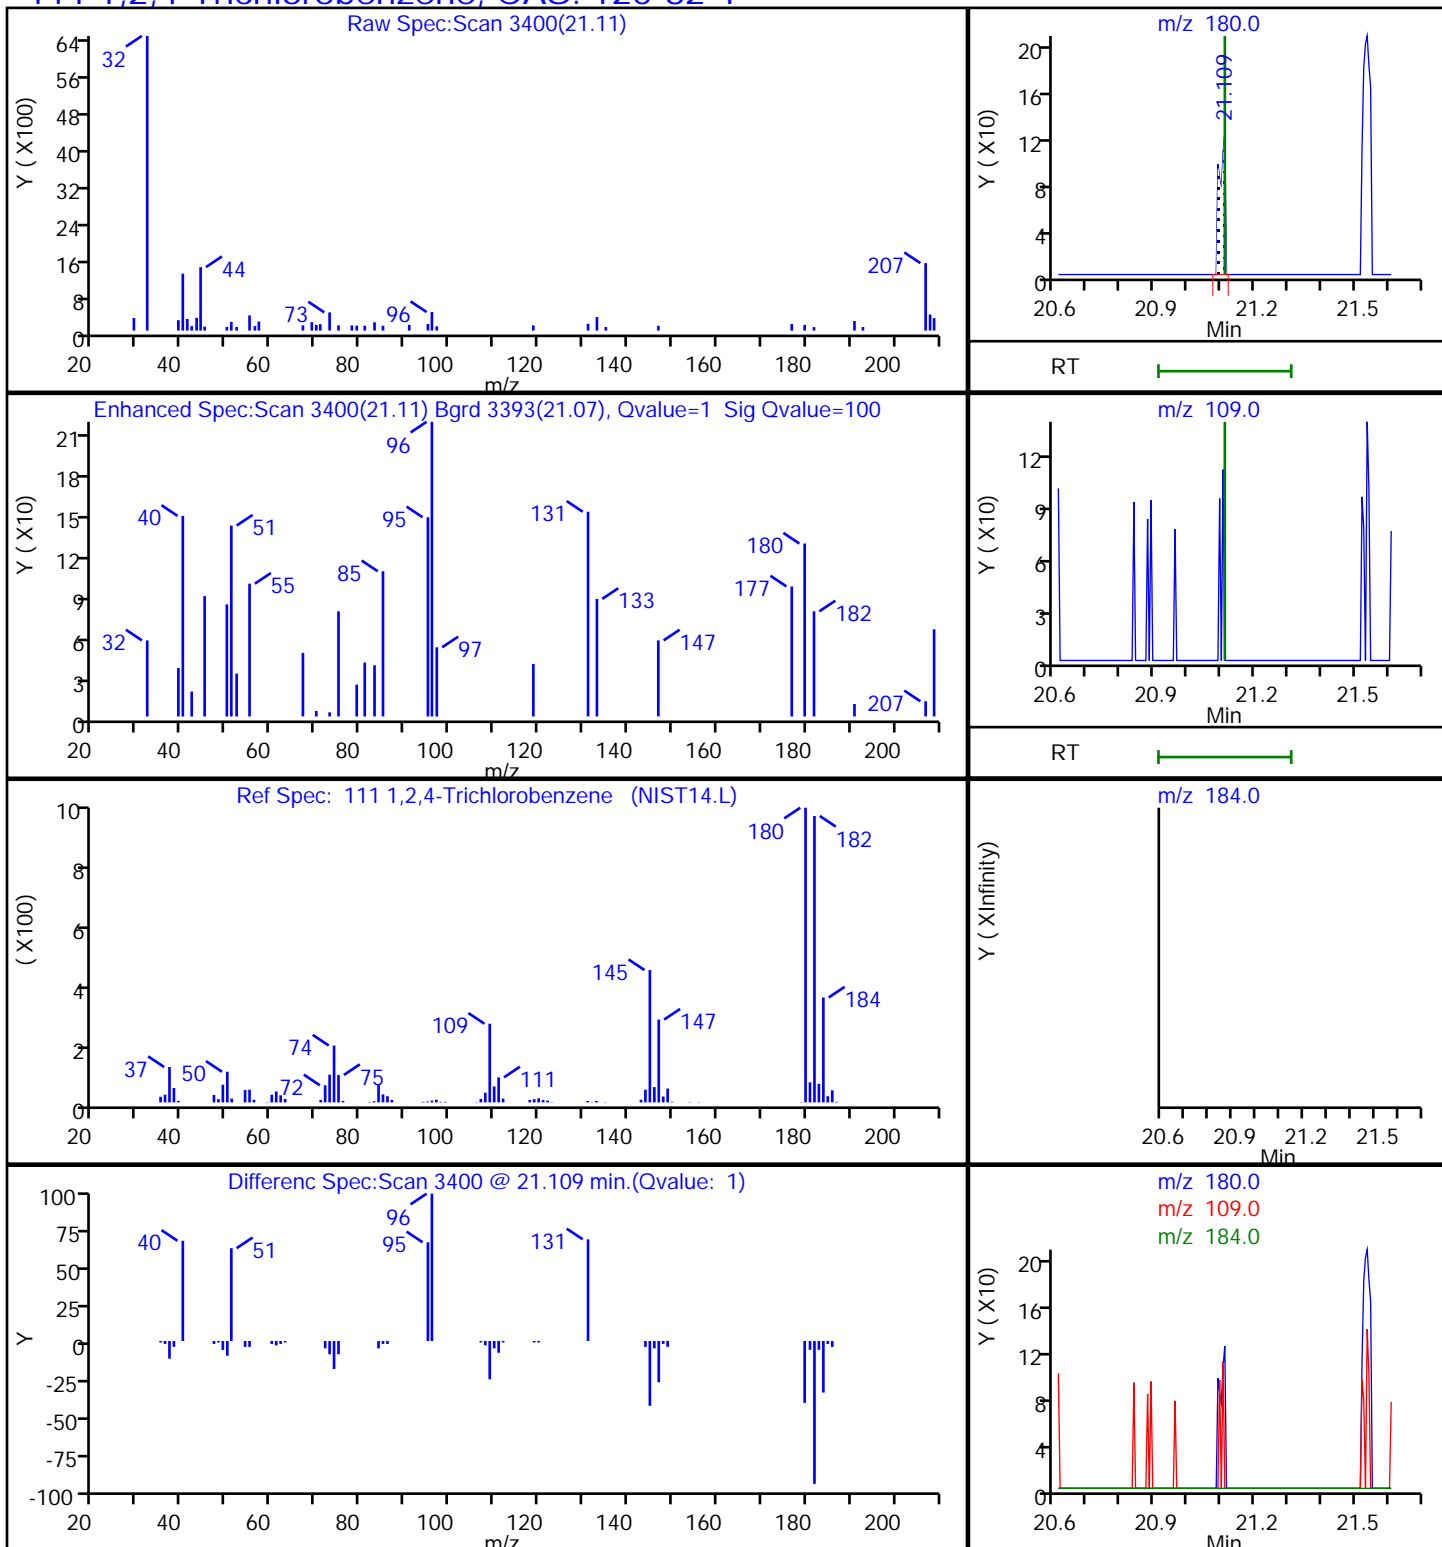 Raw Spec:Scan 3400(21.11)
Y ( X100)
64
56
48
40
32
24
16
8
0
32
44
73
96
207
20 40 60 80 100 120 140 160 180 200
m/z
m/z 180.0
Y ( X10)
20
16
12
8
4
0
21.109
20.6 20.9 21.2 21.5
Min
RT
Enhanced Spec:Scan 3400(21.11) Bgrd 3393(21.07), Qvalue=1 Sig Qvalue=100
Y ( X10)
21
18
15
12
9
6
3
0
32
40
51
55
85
95
96
97
131
133
147
177
180
182
207
20 40 60 80 100 120 140 160 180 200
m/z
m/z 109.0
Y ( X10)
12
9
6
3
0
20.6 20.9 21.2 21.5
Min
RT
Ref Spec: 111 1,2,4-Trichlorobenzene (NIST14.L)
( X100)
10
8
6
4
2
0
37
50
72
74
75
109
111
145
147
180
182
184
20 40 60 80 100 120 140 160 180 200
m/z 184.0
Y ( XInfinity)
20.6 20.9 21.2 21.5
Min
Differenc Spec:Scan 3400 @ 21.109 min.(Qvalue: 1)
Y
100
75
50
25
0
-25
-50
-75
-100
40
51
95
96
131
20 40 60 80 100 120 140 160 180 200
m/z
m/z 180.0
m/z 109.0
m/z 184.0
Y ( X10)
20
16
12
8
4
0
20.6 20.9 21.2 21.5
Min